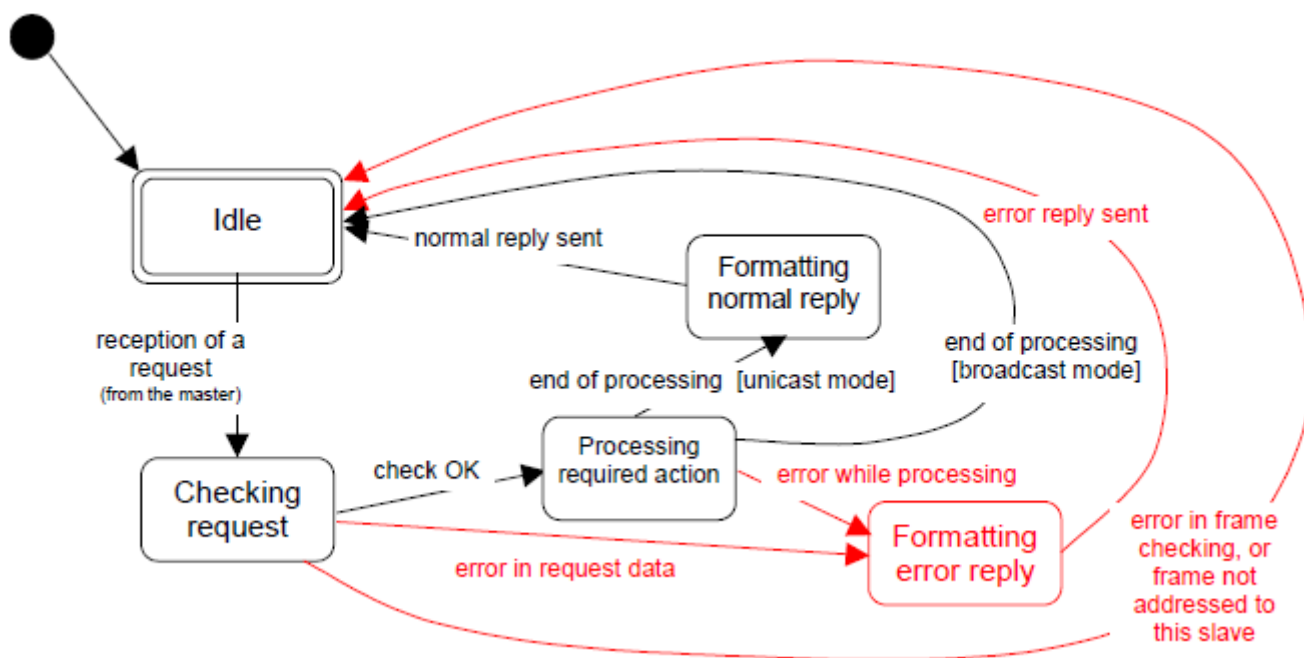 Idle
normal reply sent
error reply sent
Formatting
normal reply
reception of a
request
(from the master)
end of processing [unicast mode]
end of processing
[broadcast mode]
Checking
request
check OK
Processing
required action
error while processing
error in request data
Formatting
error reply
error in frame
checking, or
frame not
addressed to
this slave